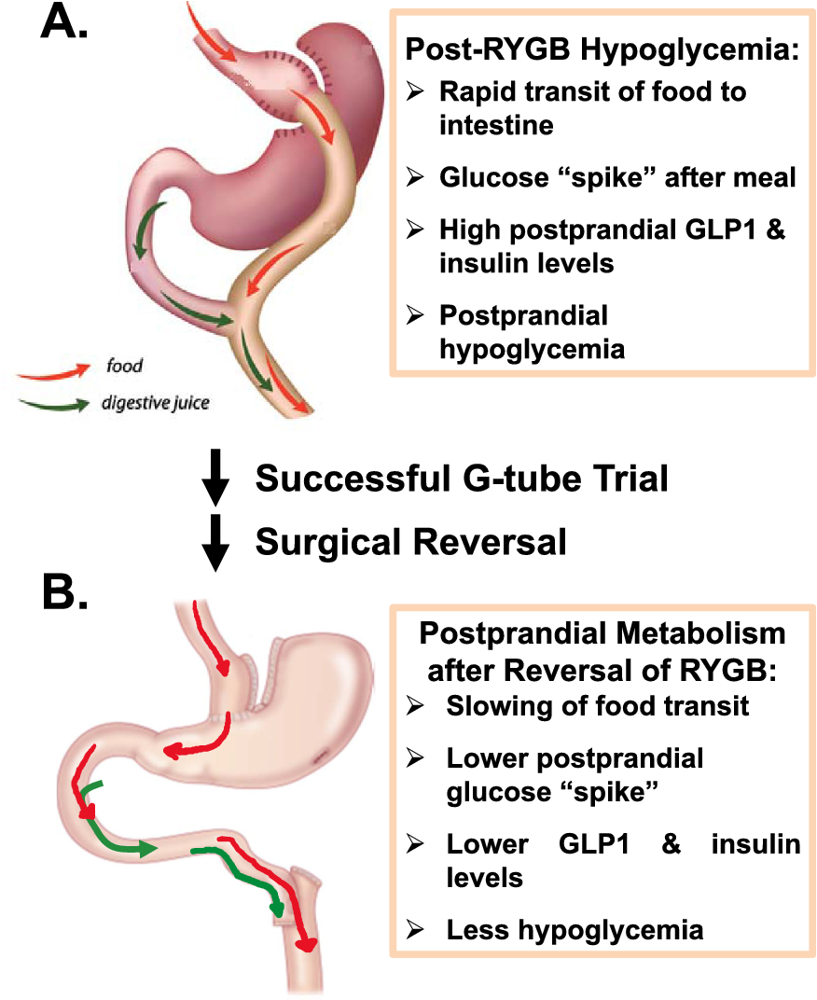 A.
Post-RYGB Hypoglycemia:
➢ Rapid transit of food to
intestine
➢ Glucose “spike” after meal
➢ High postprandial GLP1 &
insulin levels
➢ Postprandial
hypoglycemia
food
digestive juice
Successful G-tube Trial
Surgical Reversal
B.
Postprandial Metabolism
after Reversal of RYGB:
➢ Slowing of food transit
➢ Lower postprandial
glucose “spike”
➢ Lower GLP1 & insulin
levels
➢ Less hypoglycemia